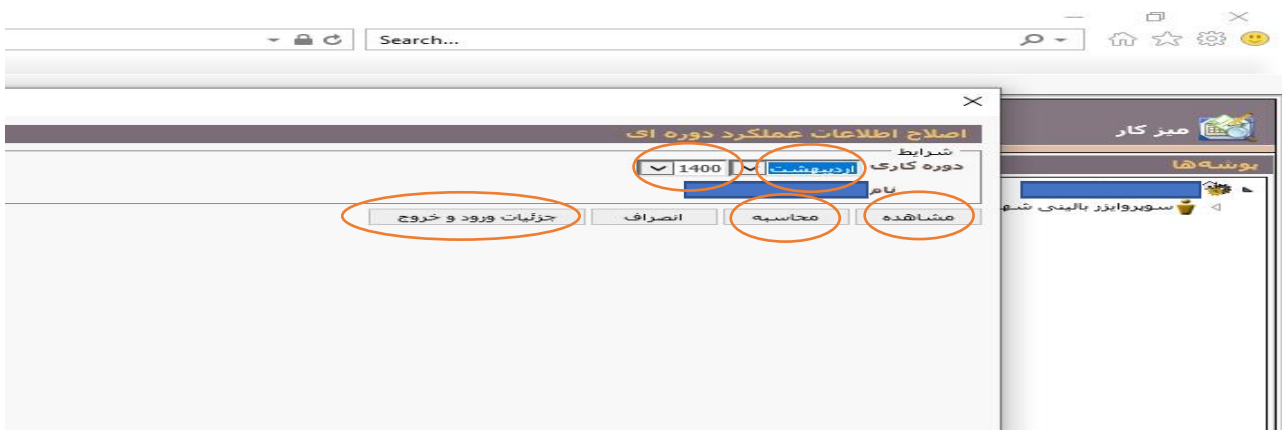 Search...
میز کار
پوشه‌ها
سوپروایزر بالینی
اصلاح اطلاعات عملکرد دوره ای
شرایط
دوره کاری اردیبهشت 1400
نام
مشاهده محاسبه انصراف جزئیات ورود و خروج